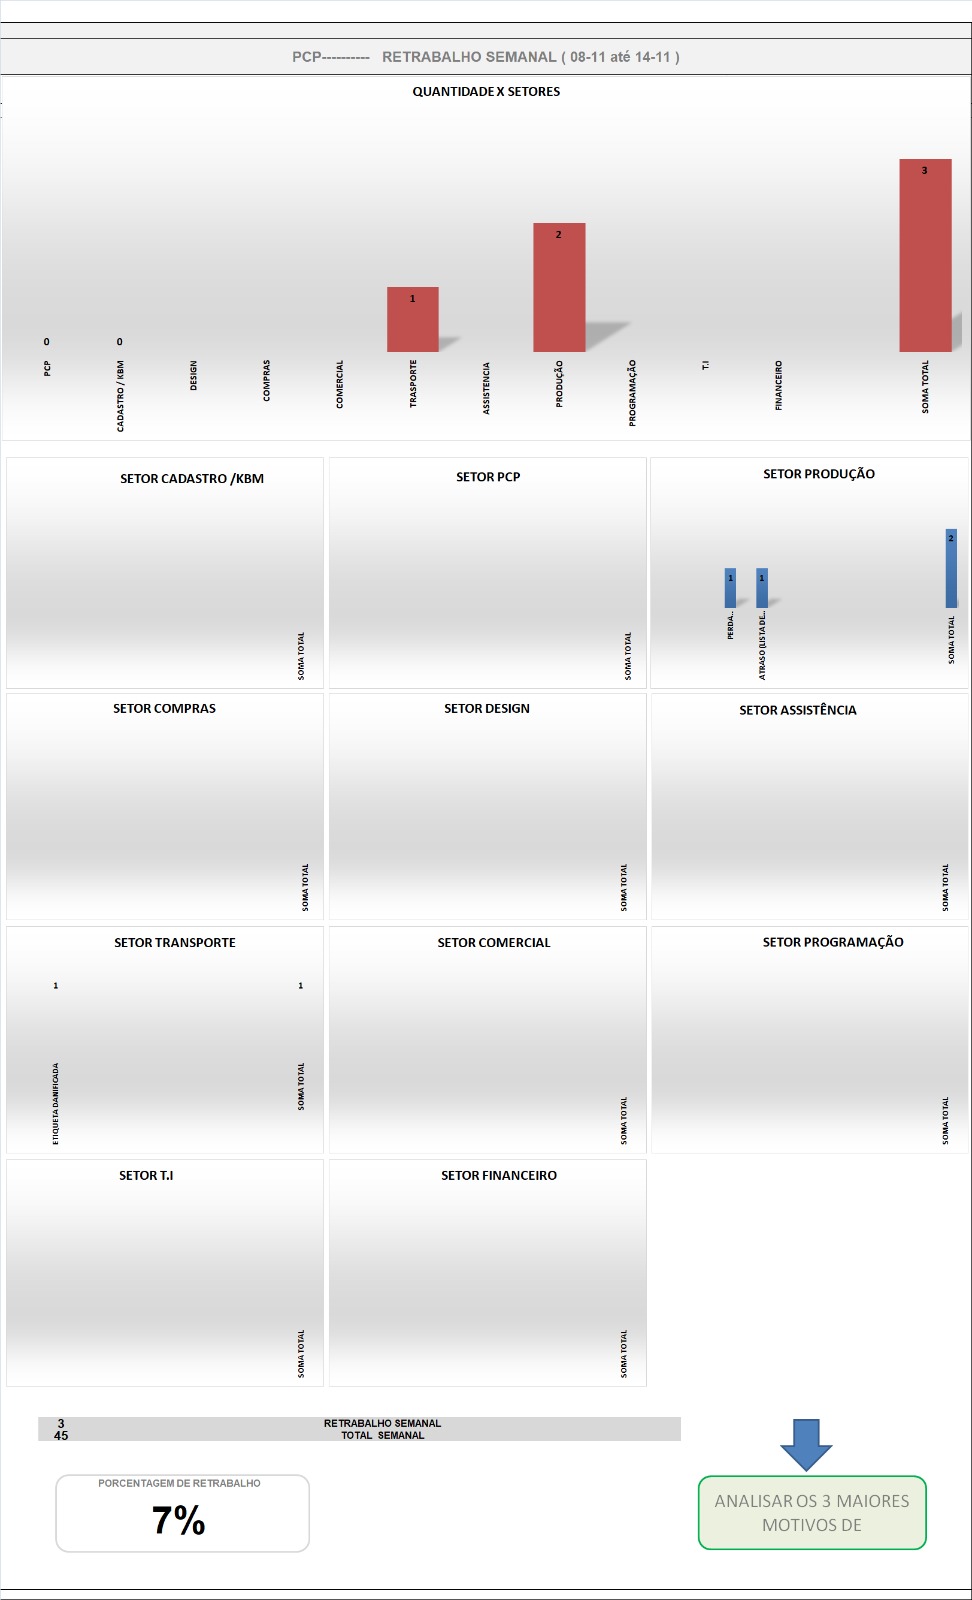 PCP---------- RETRABALHO SEMANAL ( 08-11 até 14-11 )
QUANTIDADE X SETORES
0
0
1
2
3
PCP
CADASTRO / KBM
DESIGN
COMPRAS
COMERCIAL
TRASPORTE
ASSISTENCIA
PRODUÇÃO
PROGRAMAÇÃO
T.I
FINANCEIRO
SOMA TOTAL
SETOR CADASTRO /KBM
SOMA TOTAL
SETOR PCP
SOMA TOTAL
SETOR PRODUÇÃO
1
1
2
PERDA...
ATRASO (LISTA DE...
SOMA TOTAL
SETOR COMPRAS
SOMA TOTAL
SETOR DESIGN
SOMA TOTAL
SETOR ASSISTÊNCIA
SOMA TOTAL
SETOR TRANSPORTE
1
1
ETIQUETA DANIFICADA
SOMA TOTAL
SETOR COMERCIAL
SOMA TOTAL
SETOR PROGRAMAÇÃO
SOMA TOTAL
SETOR T.I
SOMA TOTAL
SETOR FINANCEIRO
SOMA TOTAL
3 RETRABALHO SEMANAL
45 TOTAL SEMANAL
PORCENTAGEM DE RETRABALHO
7%
ANALISAR OS 3 MAIORES
MOTIVOS DE